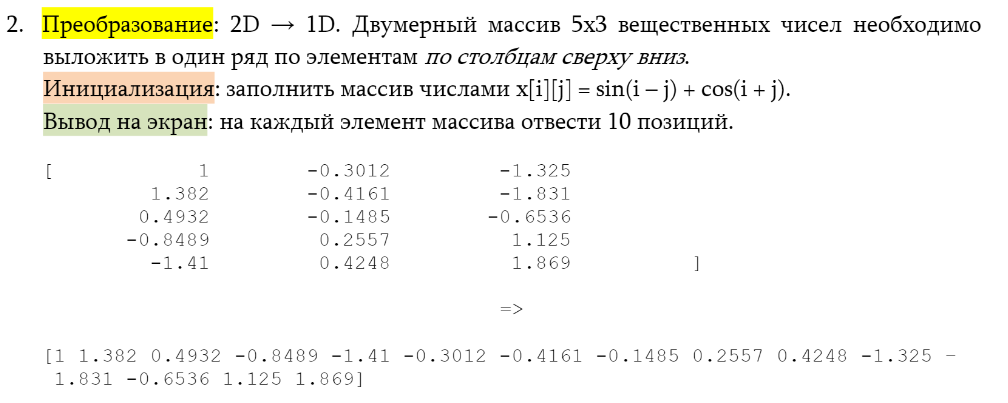 2. Преобразование: 2D → 1D. Двумерный массив 5x3 вещественных чисел необходимо
выложить в один ряд по элементам по столбцам сверху вниз.
Инициализация: заполнить массив числами x[i][j] = sin(i – j) + cos(i + j).
Вывод на экран: на каждый элемент массива отвести 10 позиций.
[ 1 -0.3012 -1.325
1.382 -0.4161 -1.831
0.4932 -0.1485 -0.6536
-0.8489 0.2557 1.125
-1.41 0.4248 1.869 ]
=>
[1 1.382 0.4932 -0.8489 -1.41 -0.3012 -0.4161 -0.1485 0.2557 0.4248 -1.325 –
1.831 -0.6536 1.125 1.869]